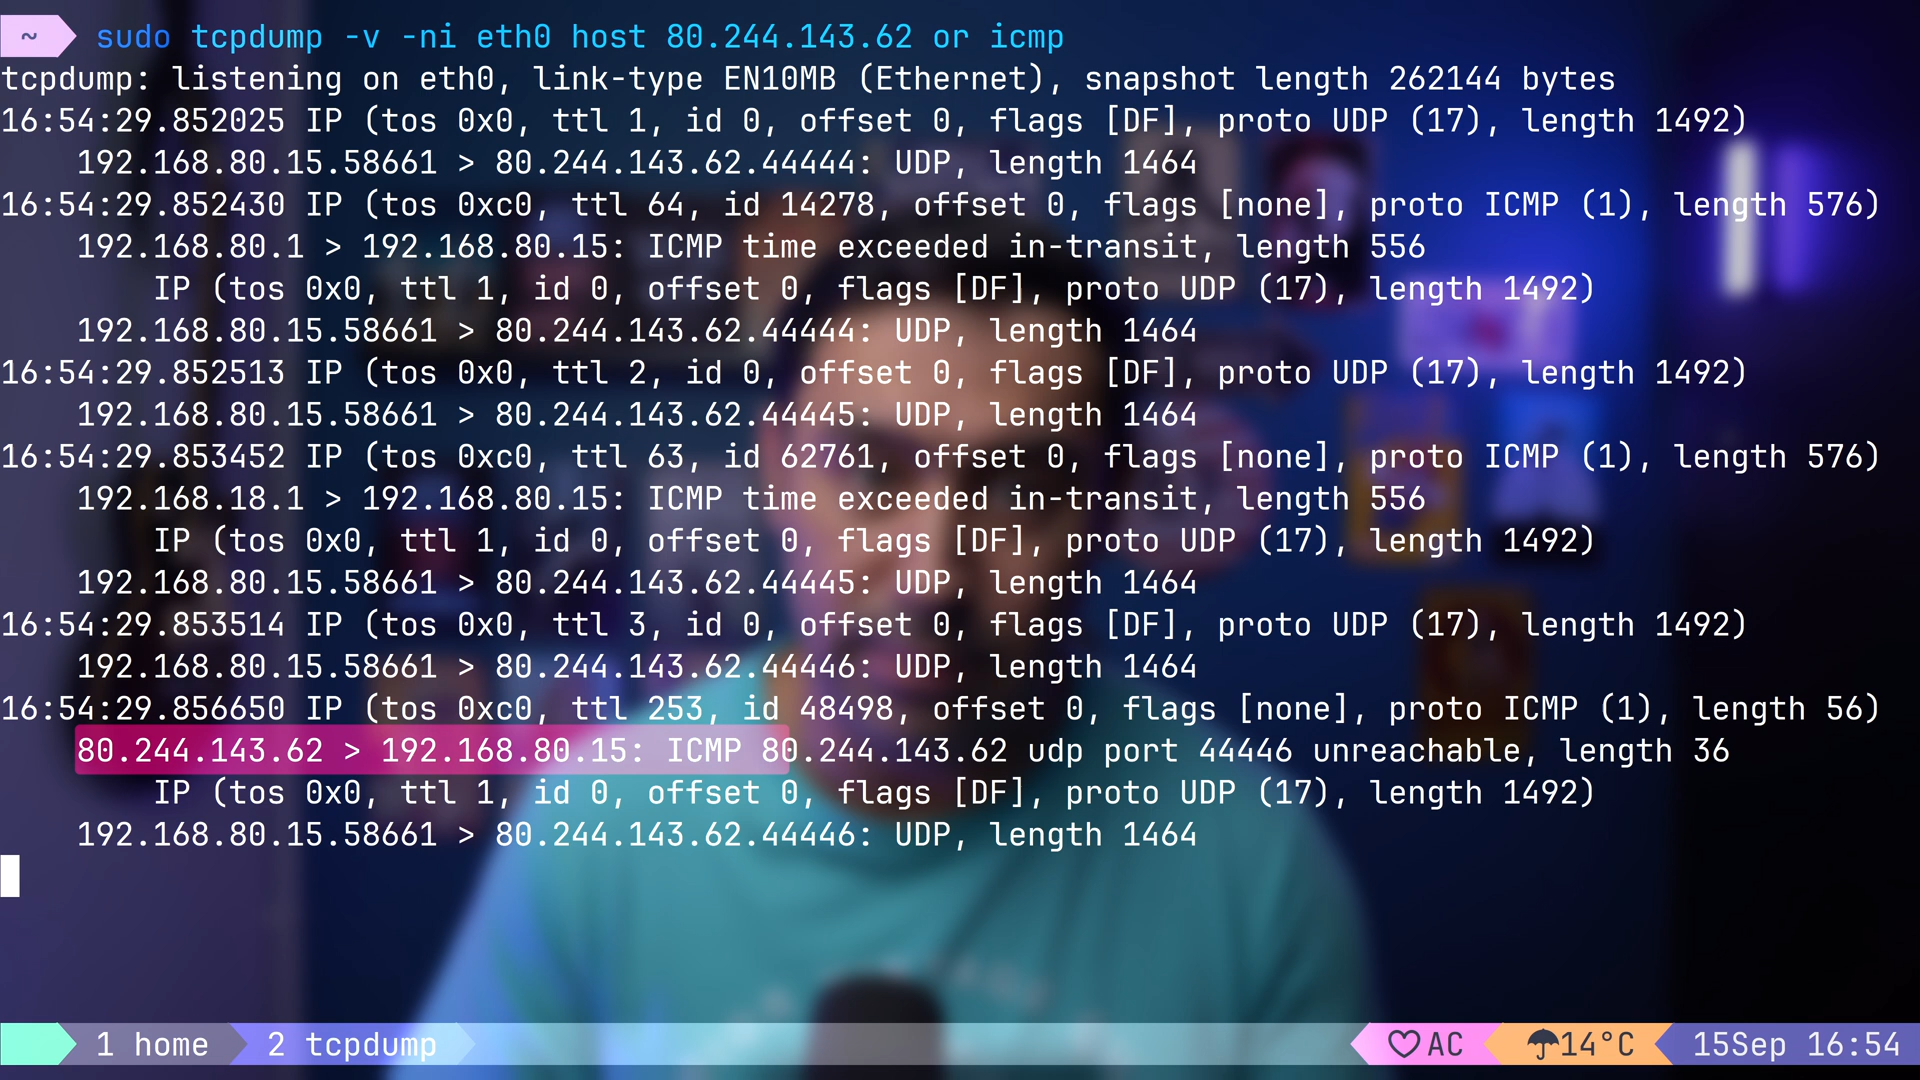 ~ sudo tcpdump -v -ni eth0 host 80.244.143.62 or icmp
tcpdump: listening on eth0, link-type EN10MB (Ethernet), snapshot length 262144 bytes
16:54:29.852025 IP (tos 0x0, ttl 1, id 0, offset 0, flags [DF], proto UDP (17), length 1492)
    192.168.80.15.58661 > 80.244.143.62.44444: UDP, length 1464
16:54:29.852430 IP (tos 0xc0, ttl 64, id 14278, offset 0, flags [none], proto ICMP (1), length 576)
    192.168.80.1 > 192.168.80.15: ICMP time exceeded in-transit, length 556
        IP (tos 0x0, ttl 1, id 0, offset 0, flags [DF], proto UDP (17), length 1492)
    192.168.80.15.58661 > 80.244.143.62.44444: UDP, length 1464
16:54:29.852513 IP (tos 0x0, ttl 2, id 0, offset 0, flags [DF], proto UDP (17), length 1492)
    192.168.80.15.58661 > 80.244.143.62.44445: UDP, length 1464
16:54:29.853452 IP (tos 0xc0, ttl 63, id 62761, offset 0, flags [none], proto ICMP (1), length 576)
    192.168.18.1 > 192.168.80.15: ICMP time exceeded in-transit, length 556
        IP (tos 0x0, ttl 1, id 0, offset 0, flags [DF], proto UDP (17), length 1492)
    192.168.80.15.58661 > 80.244.143.62.44445: UDP, length 1464
16:54:29.853514 IP (tos 0x0, ttl 3, id 0, offset 0, flags [DF], proto UDP (17), length 1492)
    192.168.80.15.58661 > 80.244.143.62.44446: UDP, length 1464
16:54:29.856650 IP (tos 0xc0, ttl 253, id 48498, offset 0, flags [none], proto ICMP (1), length 56)
    80.244.143.62 > 192.168.80.15: ICMP 80.244.143.62 udp port 44446 unreachable, length 36
        IP (tos 0x0, ttl 1, id 0, offset 0, flags [DF], proto UDP (17), length 1492)
    192.168.80.15.58661 > 80.244.143.62.44446: UDP, length 1464
1 home 2 tcpdump AC 14°C 15Sep 16:54